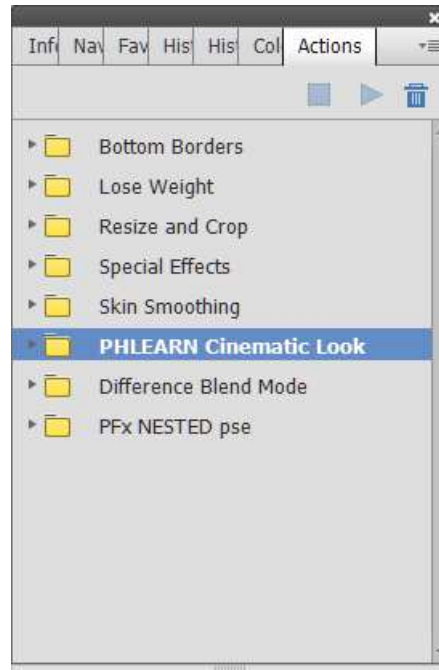 Inf Nav Fav His His Col Actions
Bottom Borders
Lose Weight
Resize and Crop
Special Effects
Skin Smoothing
PHLEARN Cinematic Look
Difference Blend Mode
PFx NESTED pse